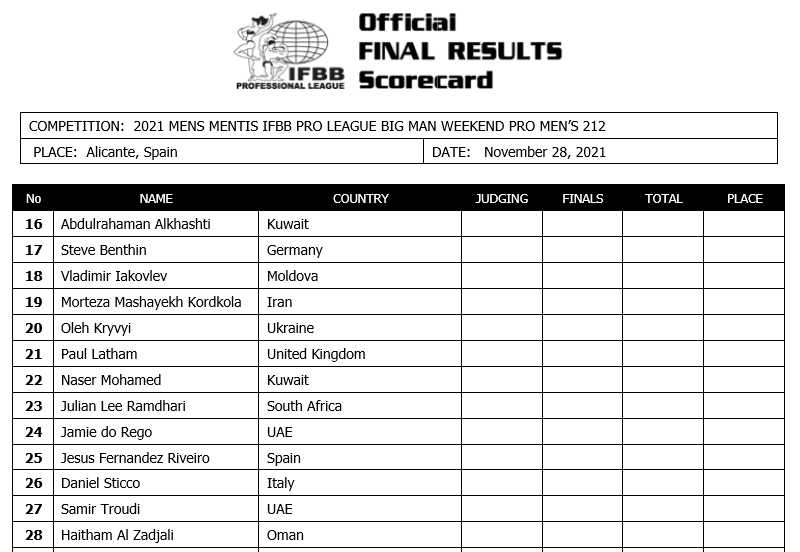 Official
FINAL RESULTS
Scorecard
IFBB
PROFESSIONAL LEAGUE
COMPETITION: 2021 MENS MENTIS IFBB PRO LEAGUE BIG MAN WEEKEND PRO MEN'S 212
PLACE: Alicante, Spain DATE: November 28, 2021
No NAME COUNTRY JUDGING FINALS TOTAL PLACE
16 Abdulrahaman Alkhashti Kuwait
17 Steve Benthin Germany
18 Vladimir Iakovlev Moldova
19 Morteza Mashayekh Kordkola Iran
20 Oleh Kryvyi Ukraine
21 Paul Latham United Kingdom
22 Naser Mohamed Kuwait
23 Julian Lee Ramdhari South Africa
24 Jamie do Rego UAE
25 Jesus Fernandez Riveiro Spain
26 Daniel Sticco Italy
27 Samir Troudi UAE
28 Haitham Al Zadjali Oman